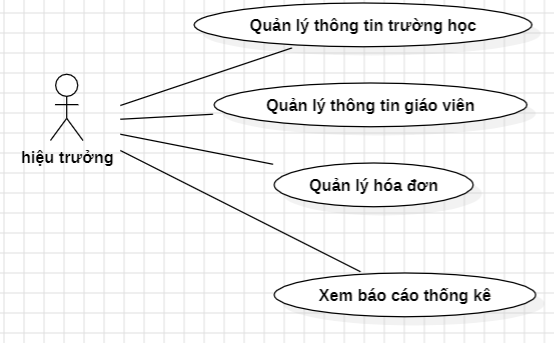 Quản lý thông tin trường học
Quản lý thông tin giáo viên
hiệu trưởng
Quản lý hóa đơn
Xem báo cáo thống kê